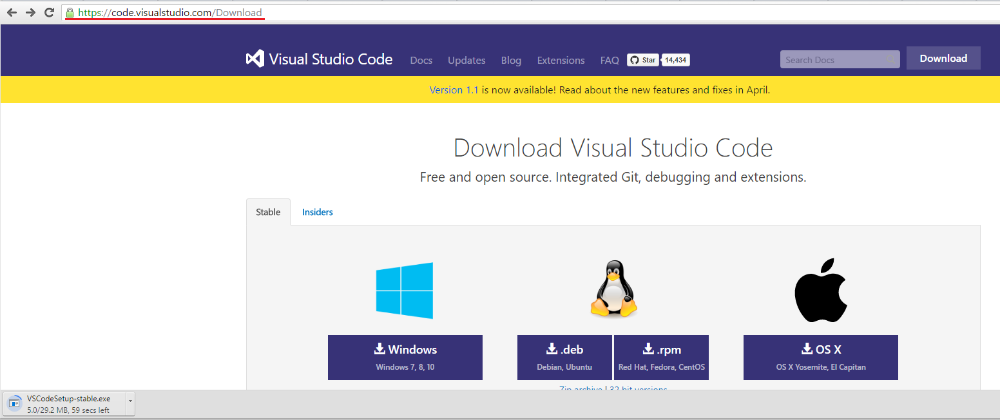 https://code.visualstudio.com/Download
Visual Studio Code Docs Updates Blog Extensions FAQ Star 14,434 Search Docs Download
Version 1.1 is now available! Read about the new features and fixes in April.
Download Visual Studio Code
Free and open source. Integrated Git, debugging and extensions.
Stable Insiders
Windows .deb .rpm OS X
Windows 7, 8, 10 Debian, Ubuntu Red Hat, Fedora, CentOS OS X Yosemite, El Capitan
Zip archive | 32 bit versions
VSCodeSetup-stable.exe
5.0/29.2 MB, 59 secs left